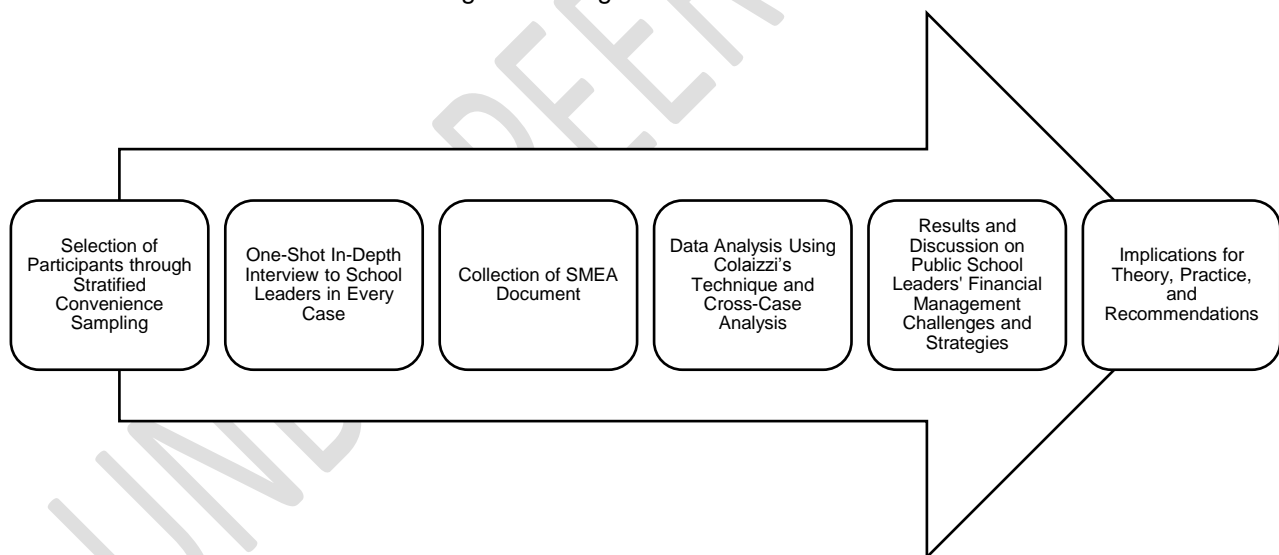 Selection of
Participants through
Stratified
Convenience
Sampling
One-Shot In-Depth
Interview to School
Leaders in Every
Case
Collection of SMEA
Document
Data Analysis Using
Colaizzi's
Technique and
Cross-Case
Analysis
Results and
Discussion on
Public School
Leaders' Financial
Management
Challenges and
Strategies
Implications for
Theory, Practice,
and
Recommendations